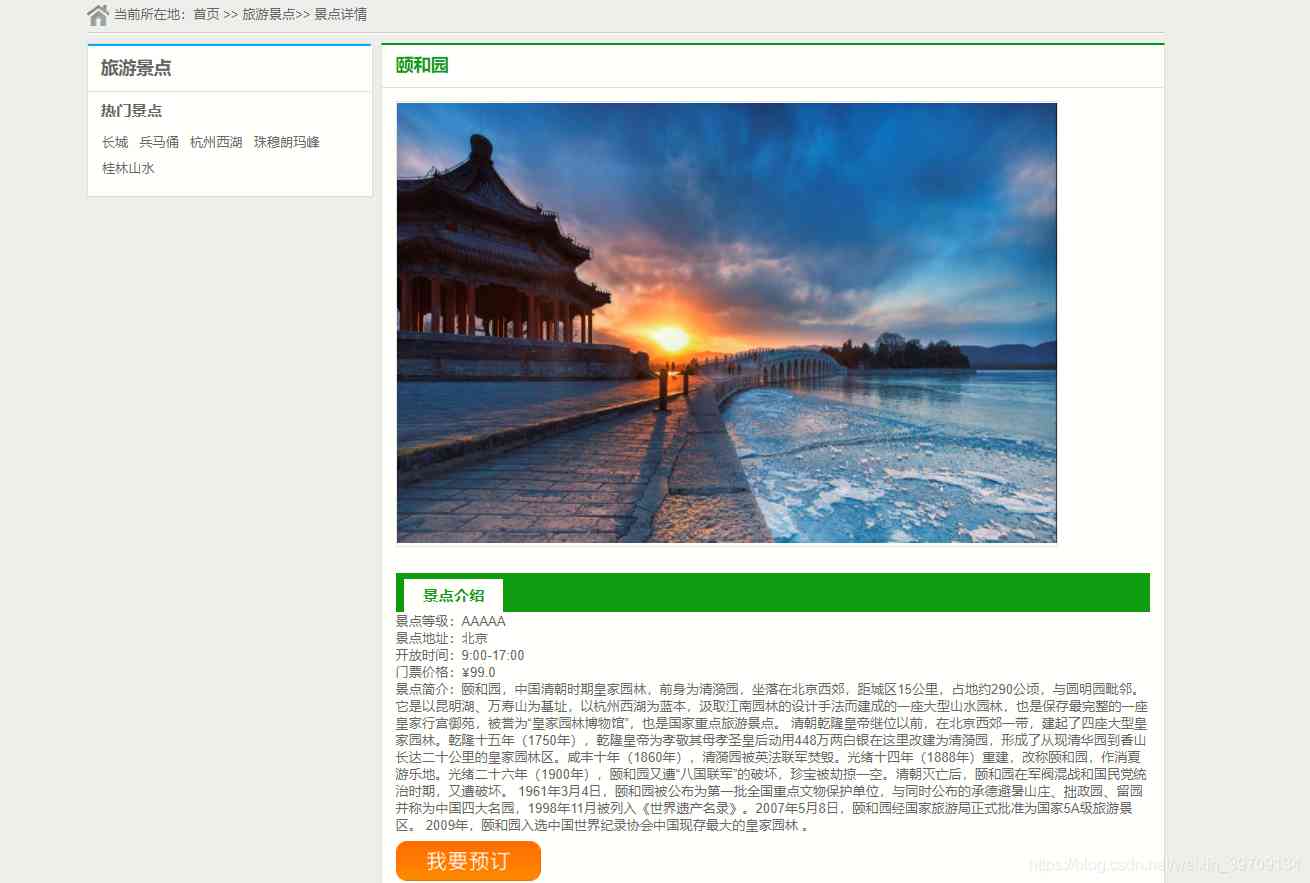 当前所在地：首页 >> 旅游景点>> 景点详情
旅游景点
热门景点
长城 兵马俑 杭州西湖 珠穆朗玛峰
桂林山水
颐和园
景点介绍
景点等级：AAAAA
景点地址：北京
开放时间：9:00-17:00
门票价格：¥99.0
景点简介：颐和园，中国清朝时期皇家园林，前身为清漪园，坐落在北京西郊，距城区15公里，占地约290公顷，与圆明园毗邻。
它是以昆明湖、万寿山为基址，以杭州西湖为蓝本，汲取江南园林的设计手法而建成的一座大型山水园林，也是保存最完整的一座
皇家行宫御苑，被誉为“皇家园林博物馆”，也是国家重点旅游景点。 清朝乾隆皇帝继位以前，在北京西郊一带，建起了四座大型皇
家园林。乾隆十五年（1750年），乾隆皇帝为孝敬其母孝圣皇后动用448万两白银在这里改建为清漪园，形成了从现清华园到香山
长达二十公里的皇家园林区。咸丰十年（1860年），清漪园被英法联军焚毁。光绪十四年（1888年）重建，改称颐和园，作消夏
游乐地。光绪二十六年（1900年），颐和园又遭“八国联军”的破坏，珍宝被劫掠一空。清朝灭亡后，颐和园在军阀混战和国民党统
治时期，又遭破坏。 1961年3月4日，颐和园被公布为第一批全国重点文物保护单位，与同时公布的承德避暑山庄、拙政园、留园
并称为中国四大名园，1998年11月被列入《世界遗产名录》。2007年5月8日，颐和园经国家旅游局正式批准为国家5A级旅游景
区。 2009年，颐和园入选中国世界纪录协会中国现存最大的皇家园林 。
我要预订
https://blog.csdn.net/weixin_39709134